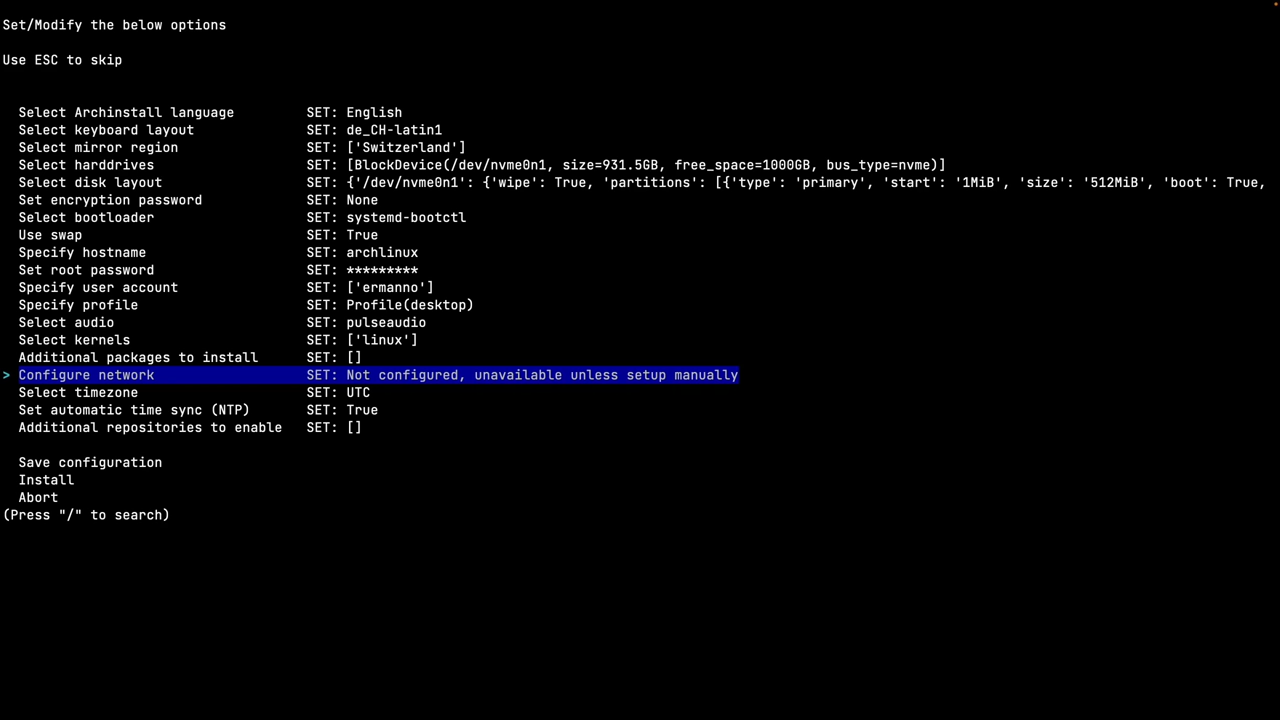 Set/Modify the below options
Use ESC to skip
Select Archinstall language SET: English
Select keyboard layout SET: de_CH-latin1
Select mirror region SET: ['Switzerland']
Select harddrives SET: [BlockDevice(/dev/nvme0n1, size=931.5GB, free_space=1000GB, bus_type=nvme)]
Select disk layout SET: {'/dev/nvme0n1': {'wipe': True, 'partitions': [{'type': 'primary', 'start': '1MiB', 'size': '512MiB', 'boot': True,
Set encryption password SET: None
Select bootloader SET: systemd-bootctl
Use swap SET: True
Specify hostname SET: archlinux
Set root password SET: *********
Specify user account SET: ['ermanno']
Specify profile SET: Profile(desktop)
Select audio SET: pulseaudio
Select kernels SET: ['linux']
Additional packages to install SET: []
> Configure network SET: Not configured, unavailable unless setup manually
Select timezone SET: UTC
Set automatic time sync (NTP) SET: True
Additional repositories to enable SET: []
Save configuration
Install
Abort
(Press "/" to search)